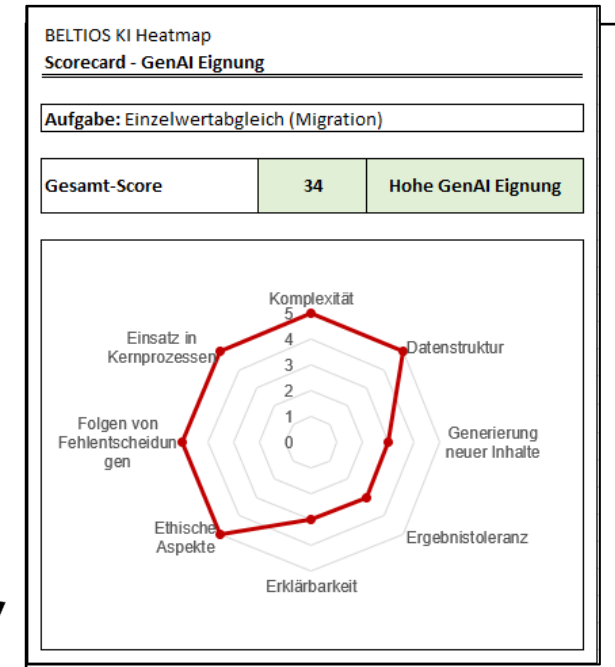 BELTIOS KI Heatmap
Scorecard - GenAI Eignung
Aufgabe: Einzelwertabgleich (Migration)
Gesamt-Score 34 Hohe GenAI Eignung
Komplexität
5
4
3
2
1
0
Datenstruktur
Generierung
neuer Inhalte
Ergebnistoleranz
Erklärbarkeit
Ethische
Aspekte
Folgen von
Fehlentscheidun
gen
Einsatz in
Kernprozessen